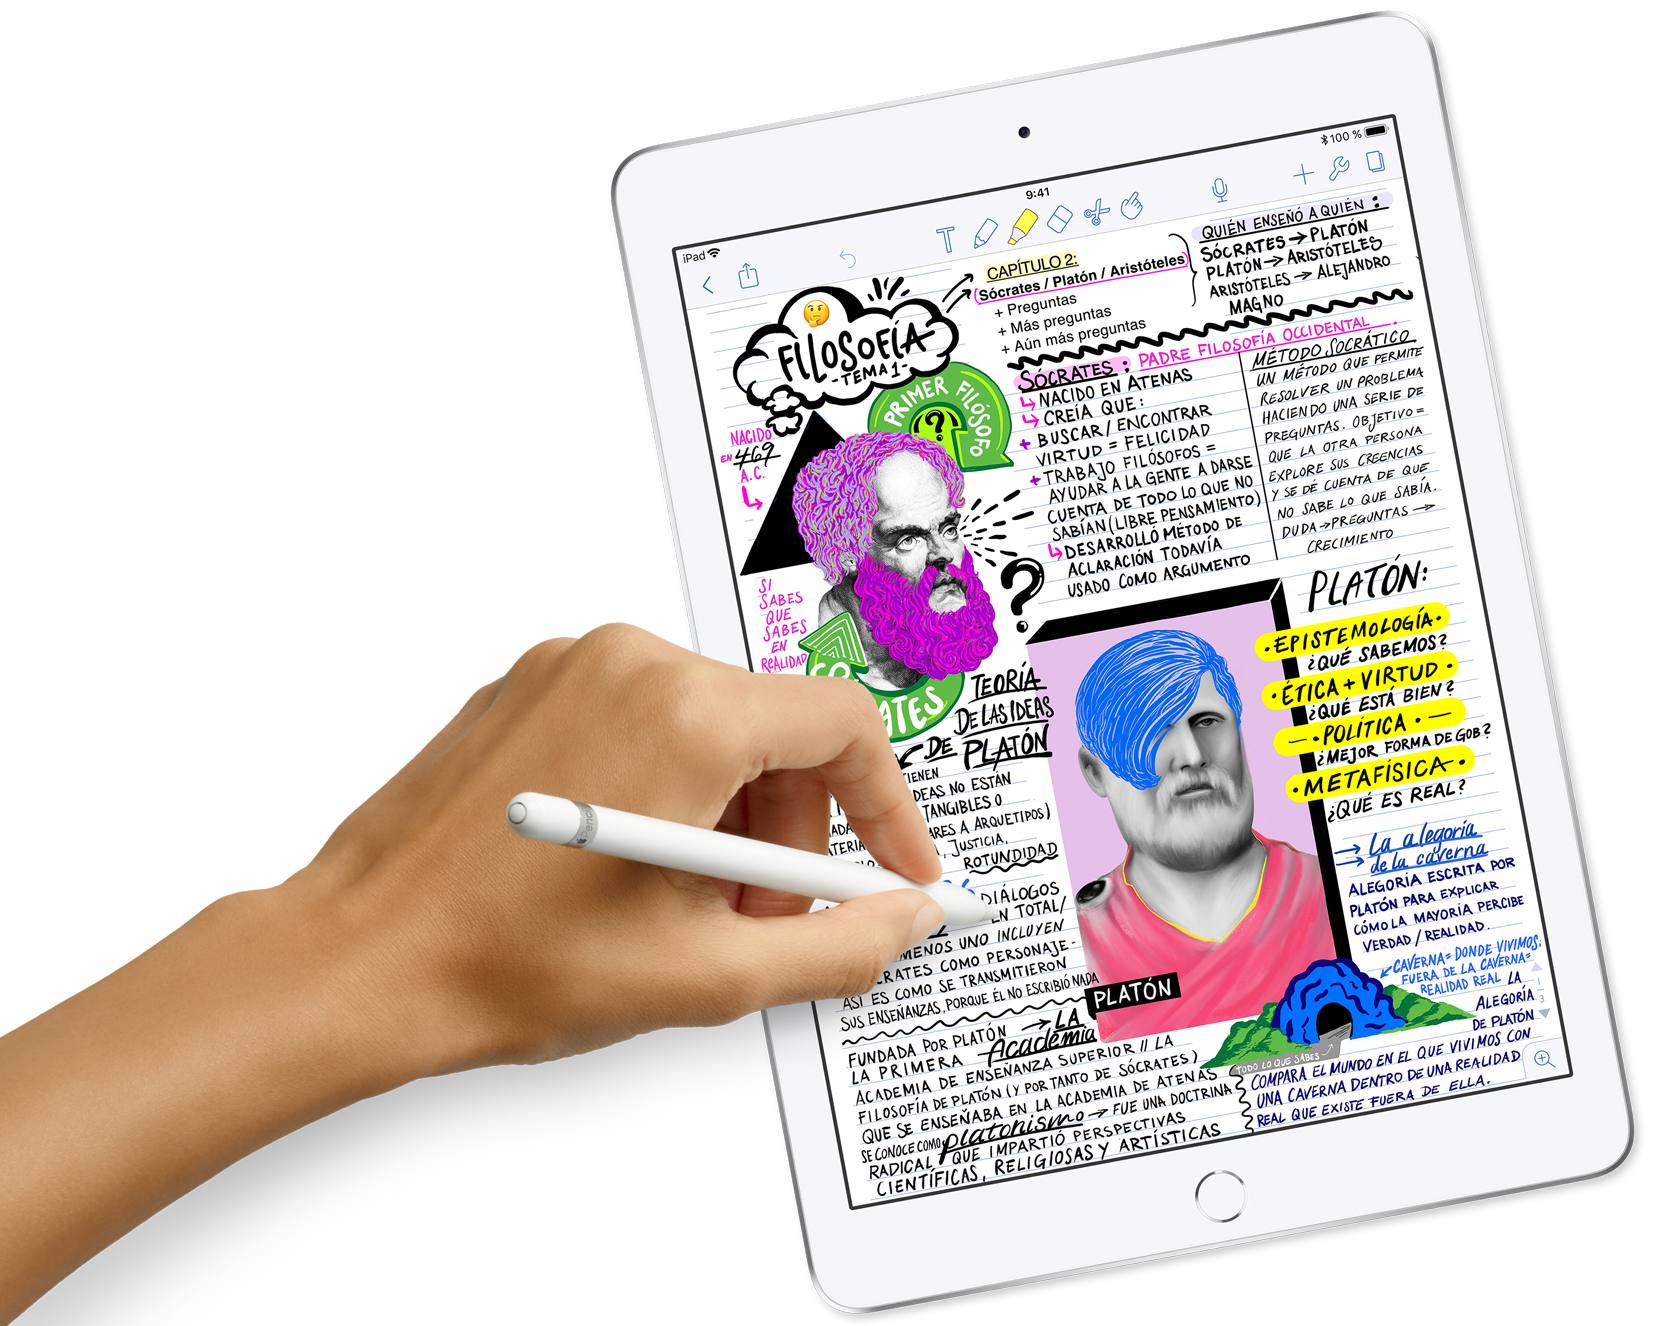 iPad
9:41
100 %
FILOSOFÍA
-TEMA 1-
CAPÍTULO 2:
Sócrates / Platón / Aristóteles
+ Preguntas
+ Más preguntas
+ Aún más preguntas
QUIÉN ENSEÑÓ A QUIÉN :
SÓCRATES → PLATÓN
PLATÓN → ARISTÓTELES
ARISTÓTELES → ALEJANDRO
MAGNO
PRIMER FILÓSOFO
?
NACIDO
EN 469
A.C.
SI
SABES
QUE
SABES
EN
REALIDAD
SÓCRATES : PADRE FILOSOFÍA OCCIDENTAL.
↳ NACIDO EN ATENAS
↳ CREÍA QUE:
+ BUSCAR / ENCONTRAR
VIRTUD = FELICIDAD
+ TRABAJO FILÓSOFOS =
AYUDAR A LA GENTE A DARSE
CUENTA DE TODO LO QUE NO
SABÍAN (LIBRE PENSAMIENTO)
↳ DESARROLLÓ MÉTODO DE
ACLARACIÓN TODAVÍA
USADO COMO ARGUMENTO
MÉTODO SOCRÁTICO
UN MÉTODO QUE PERMITE
RESOLVER UN PROBLEMA
HACIENDO UNA SERIE DE
PREGUNTAS. OBJETIVO =
QUE LA OTRA PERSONA
EXPLORE SUS CREENCIAS
Y SE DÉ CUENTA DE QUE
NO SABE LO QUE SABÍA.
DUDA → PREGUNTAS →
CRECIMIENTO
?
ATES
TEORÍA
DE LAS IDEAS
DE PLATÓN
TIENEN
DEAS NO ESTÁN
TANGIBLES O
ARES A ARQUETIPOS)
, JUSTICIA,
ROTUNDIDAD
DIÁLOGOS
EN TOTAL/
MENOS UNO INCLUYEN
CRATES COMO PERSONAJE-
ASÍ ES COMO SE TRANSMITIERON
SUS ENSEÑANZAS, PORQUE ÉL NO ESCRIBIÓ NADA
FUNDADA POR PLATÓN → LA
LA PRIMERA Academia
ACADEMIA DE ENSEÑANZA SUPERIOR // LA
FILOSOFÍA DE PLATÓN (Y POR TANTO DE SÓCRATES)
QUE SE ENSEÑABA EN LA ACADEMIA DE ATENAS
SE CONOCE COMO platonismo → FUE UNA DOCTRINA
RADICAL QUE IMPARTIÓ PERSPECTIVAS
CIENTÍFICAS, RELIGIOSAS Y ARTÍSTICAS
PLATÓN
PLATÓN:
·EPISTEMOLOGÍA·
¿QUÉ SABEMOS?
·ÉTICA + VIRTUD·
¿QUÉ ESTÁ BIEN?
—·POLÍTICA·—
¿MEJOR FORMA DE GOB?
·METAFÍSICA·
¿QUÉ ES REAL?
→ La alegoría
→ de la caverna
ALEGORÍA ESCRITA POR
PLATÓN PARA EXPLICAR
CÓMO LA MAYORÍA PERCIBE
VERDAD / REALIDAD.
CAVERNA= DONDE VIVIMOS;
FUERA DE LA CAVERNA=
REALIDAD REAL
LA
ALEGORÍA
DE PLATÓN
TODO LO QUE SABES
COMPARA EL MUNDO EN EL QUE VIVIMOS CON
UNA CAVERNA DENTRO DE UNA REALIDAD
REAL QUE EXISTE FUERA DE ELLA.